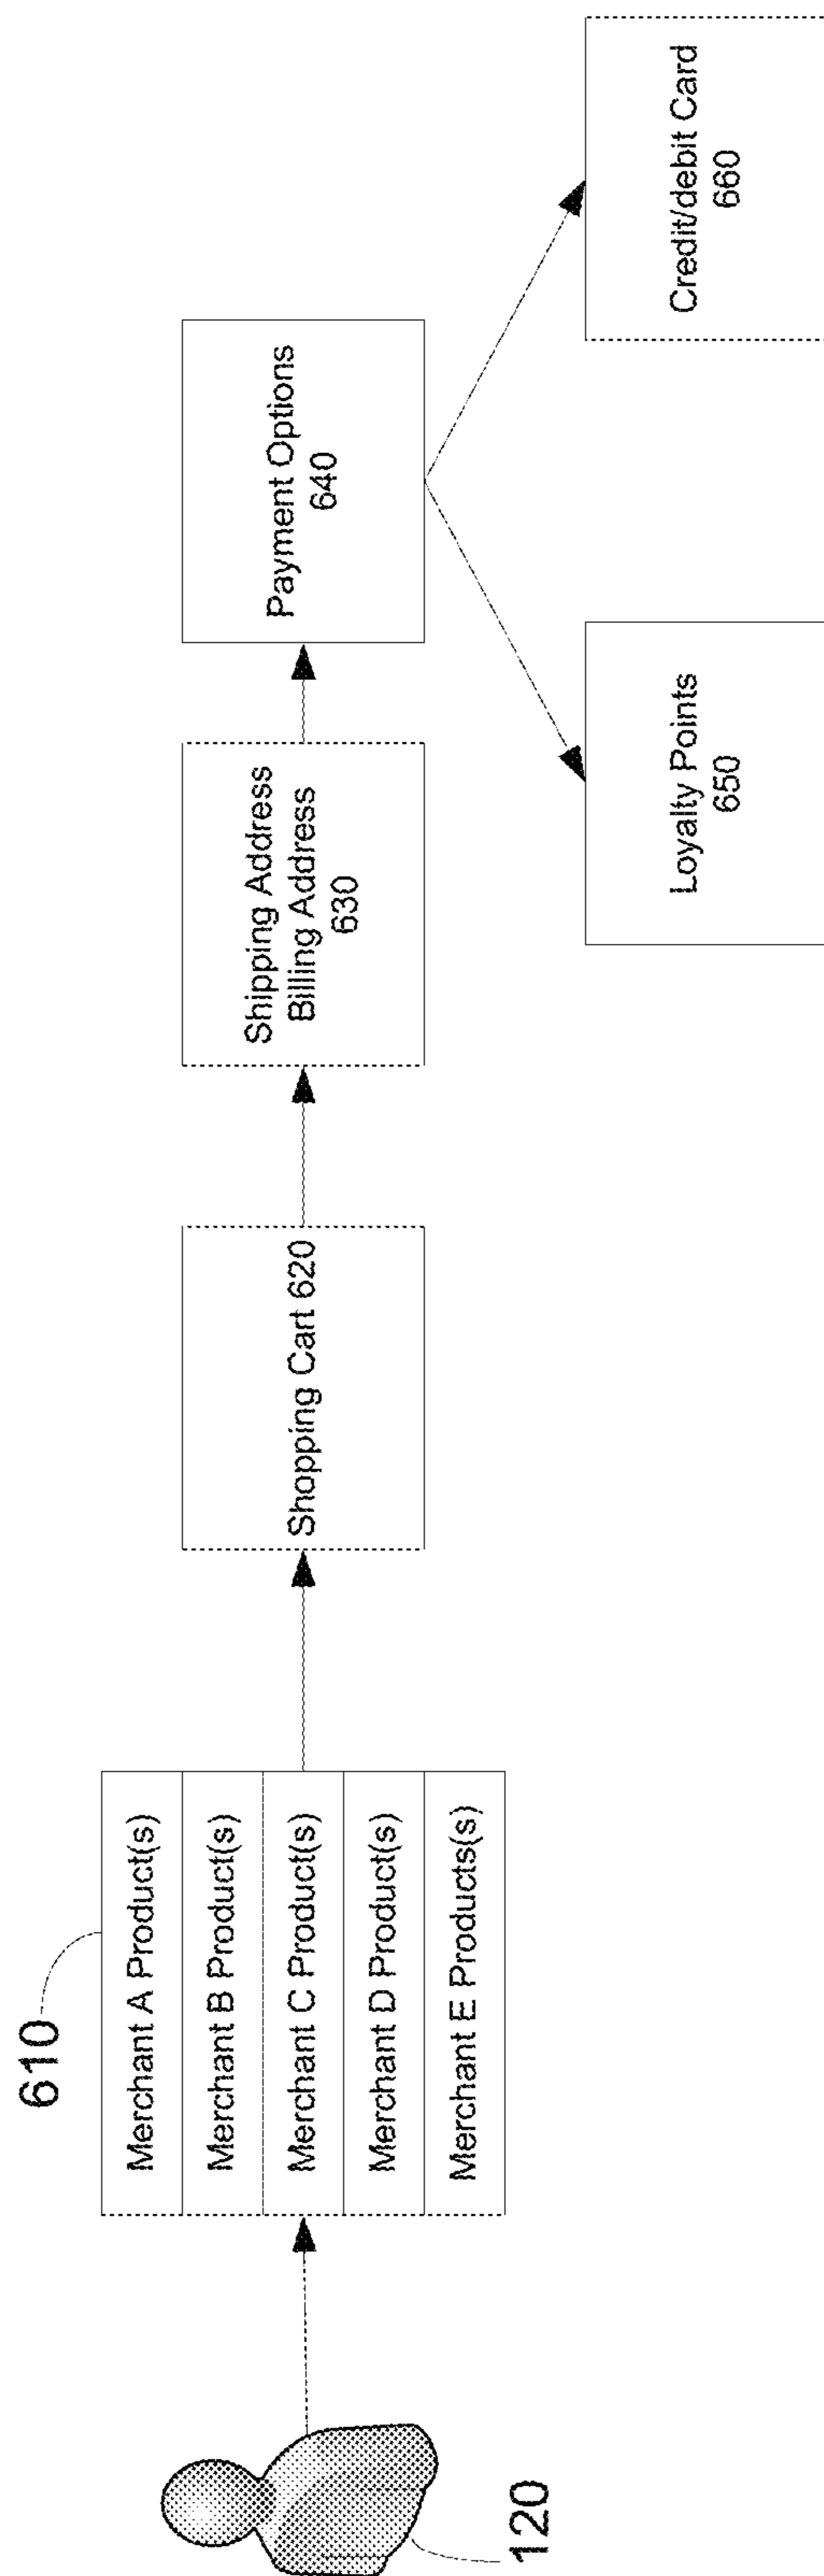 610
Merchant A Product(s)
Merchant B Product(s)
Merchant C Product(s)
Merchant D Product(s)
Merchant E Products(s)
120
Shopping Cart 620
Shipping Address
Billing Address
630
Payment Options
640
Loyalty Points
650
Credit/debit Card
660